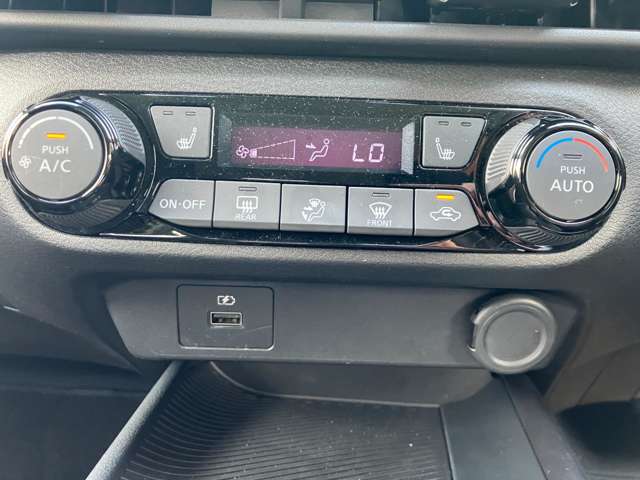 PUSH
A/C
LO
PUSH
AUTO
ON·OFF
REAR
FRONT